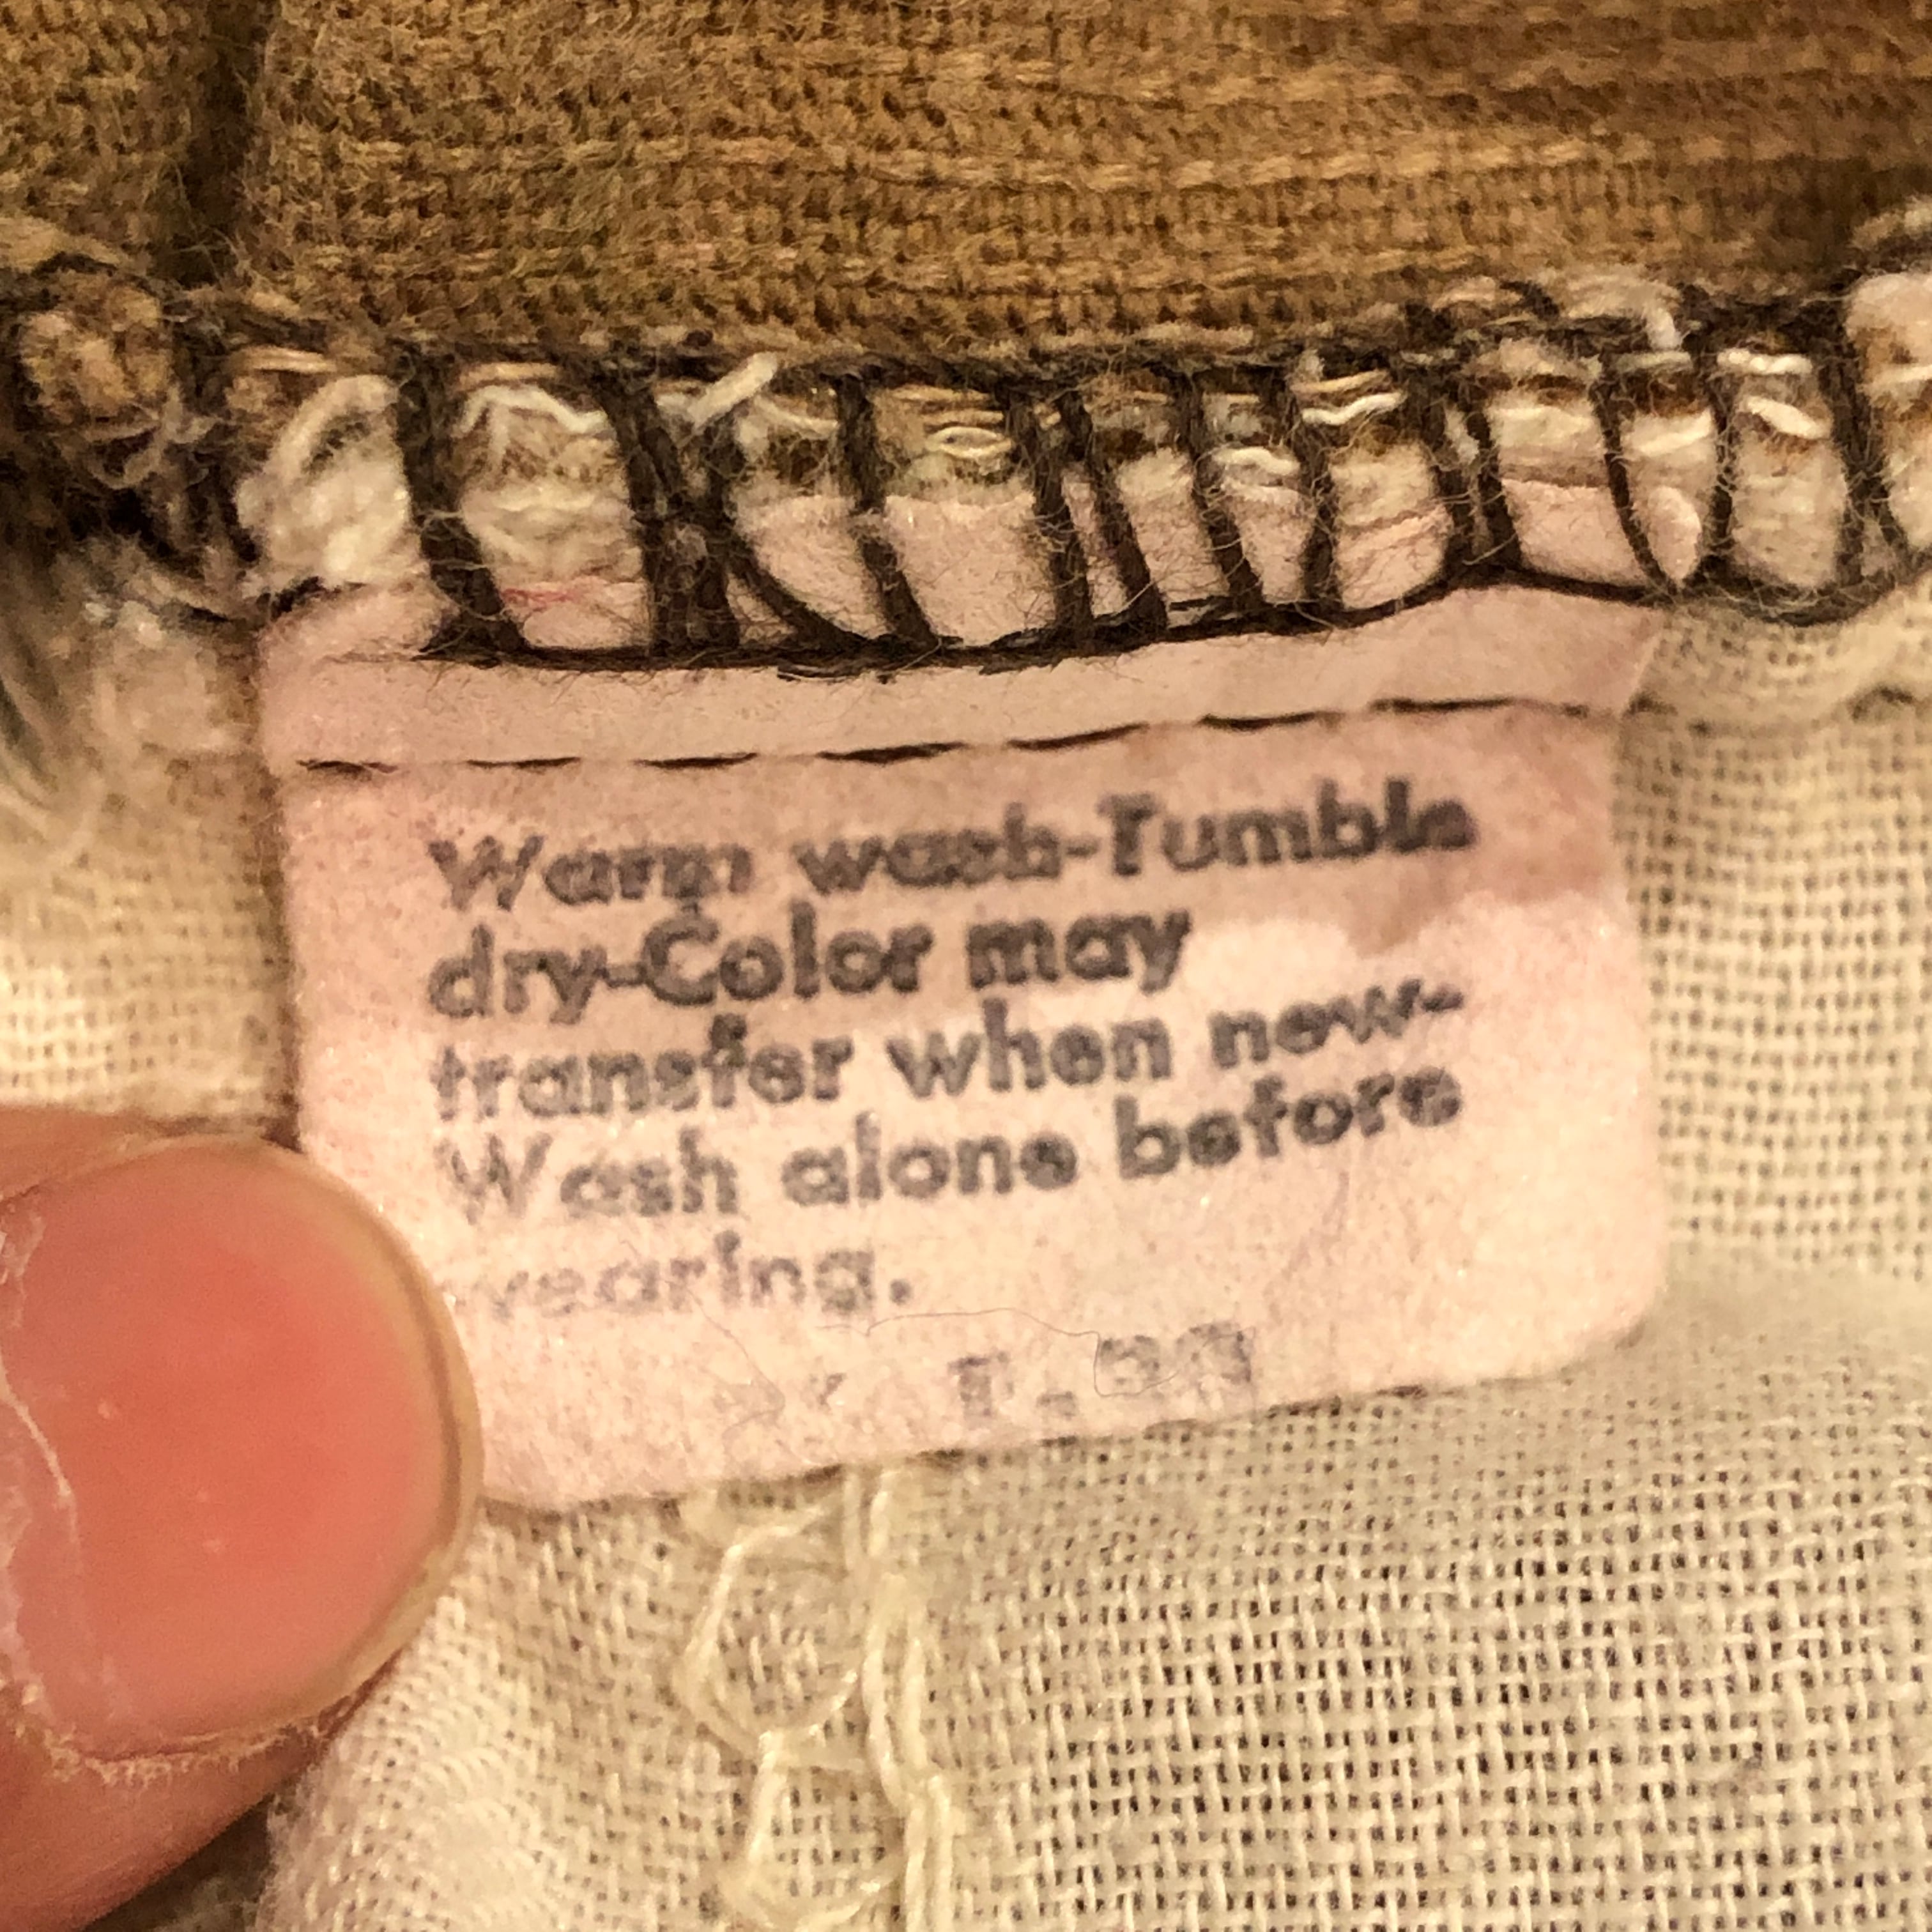 Warm wash-Tumble
dry-Color may
transfer when new-
Wash alone before
wearing.